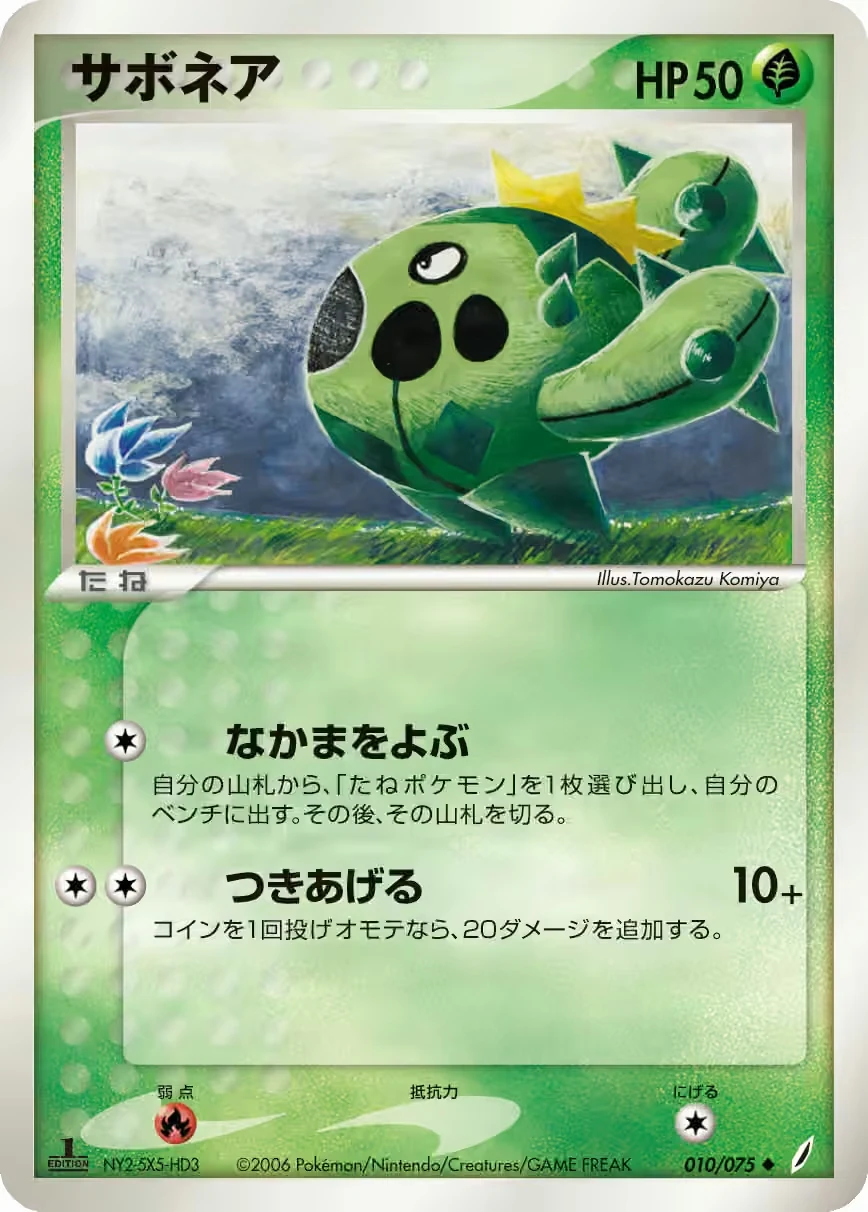 サボネア HP50
たね Illus.Tomokazu Komiya
なかまをよぶ
自分の山札から、「たねポケモン」を1枚選び出し、自分の
ベンチに出す。その後、その山札を切る。
つきあげる 10+
コインを1回投げオモテなら、20ダメージを追加する。
弱点 抵抗力 にげる
1 EDITION NY2-5X5-HD3 ©2006 Pokémon/Nintendo/Creatures/GAME FREAK 010/075